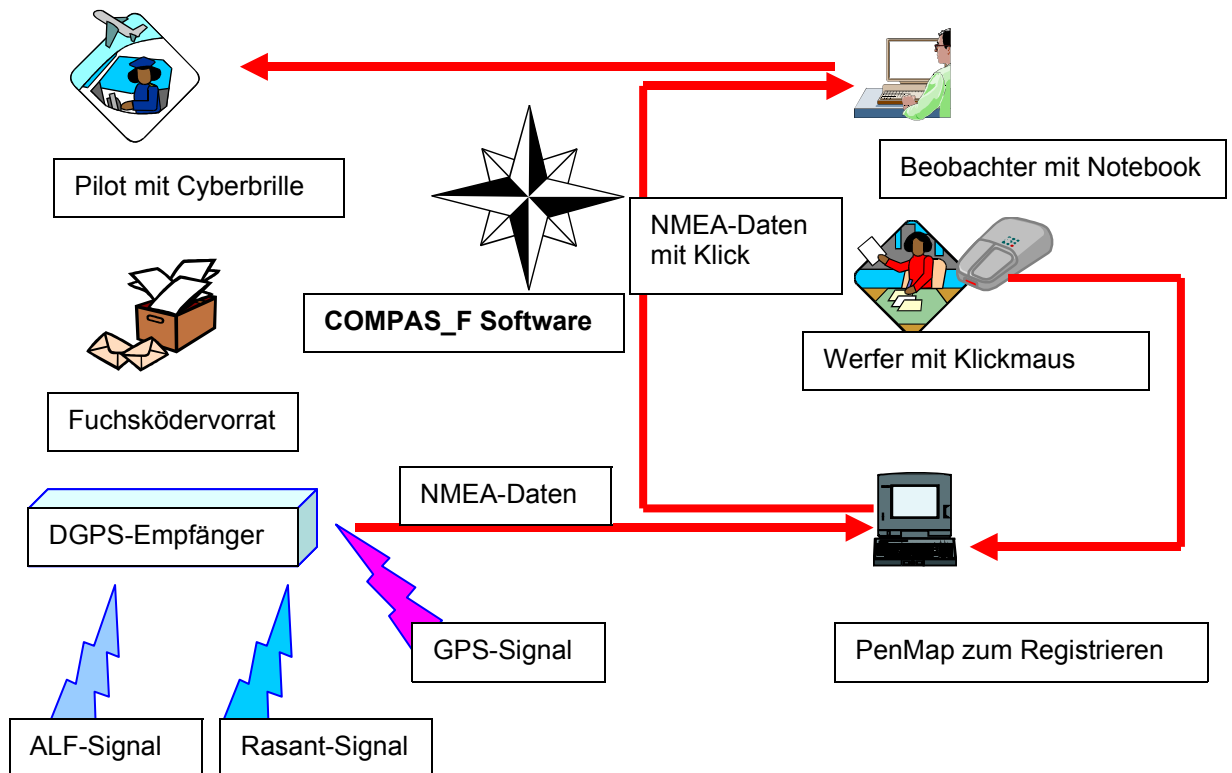 Pilot mit Cyberbrille
Beobachter mit Notebook
NMEA-Daten
mit Klick
COMPAS_F Software
Werfer mit Klickmaus
Fuchsködervorrat
NMEA-Daten
DGPS-Empfänger
GPS-Signal
PenMap zum Registrieren
ALF-Signal
Rasant-Signal